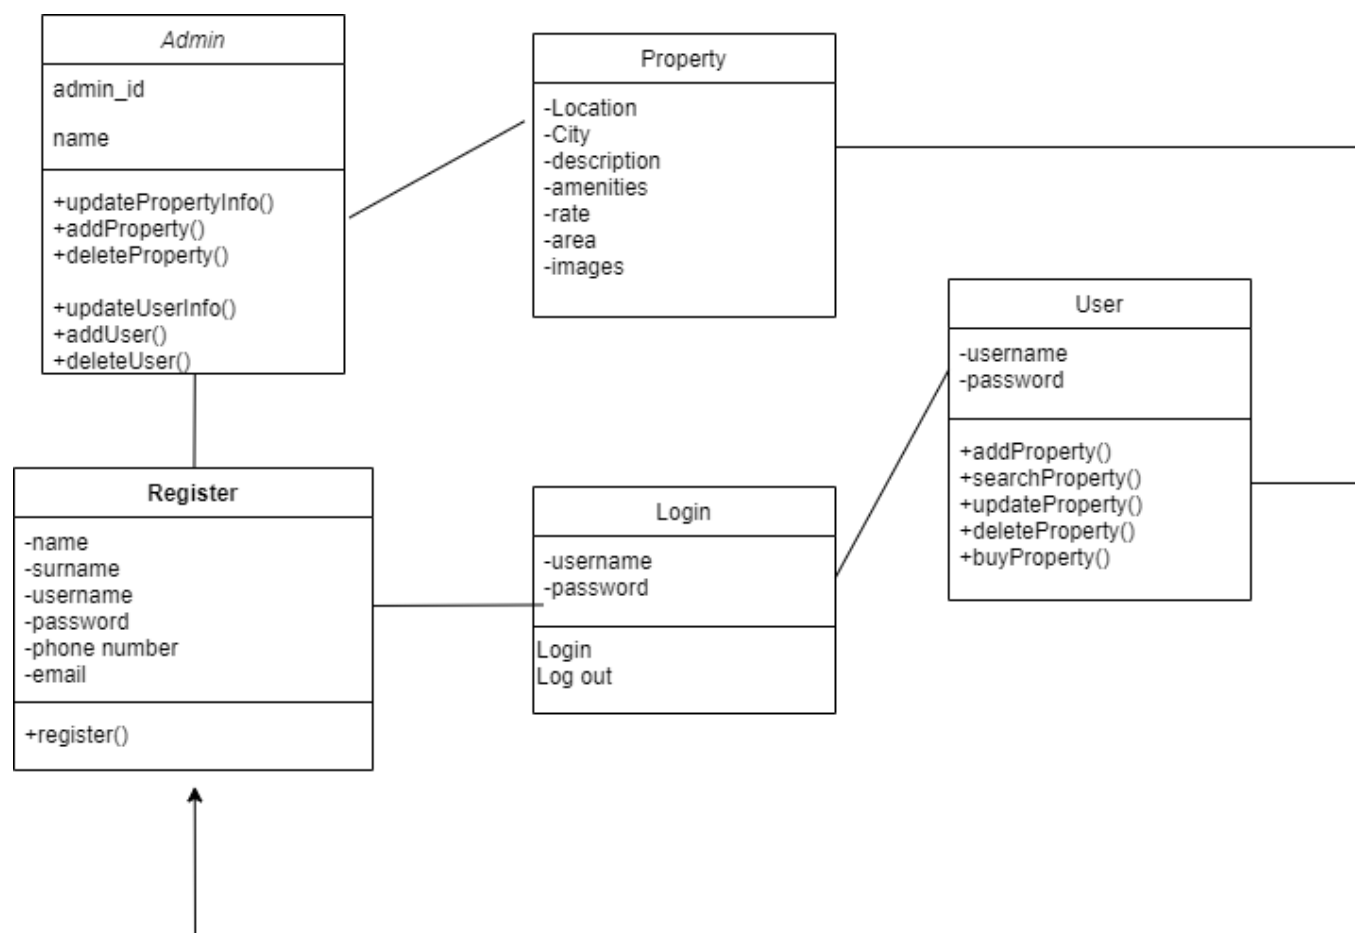 Admin
admin_id
name
+updatePropertyInfo()
+addProperty()
+deleteProperty()
+updateUserInfo()
+addUser()
+deleteUser()
Property
-Location
-City
-description
-amenities
-rate
-area
-images
User
-username
-password
+addProperty()
+searchProperty()
+updateProperty()
+deleteProperty()
+buyProperty()
Register
-name
-surname
-username
-password
-phone number
-email
+register()
Login
-username
-password
Login
Log out